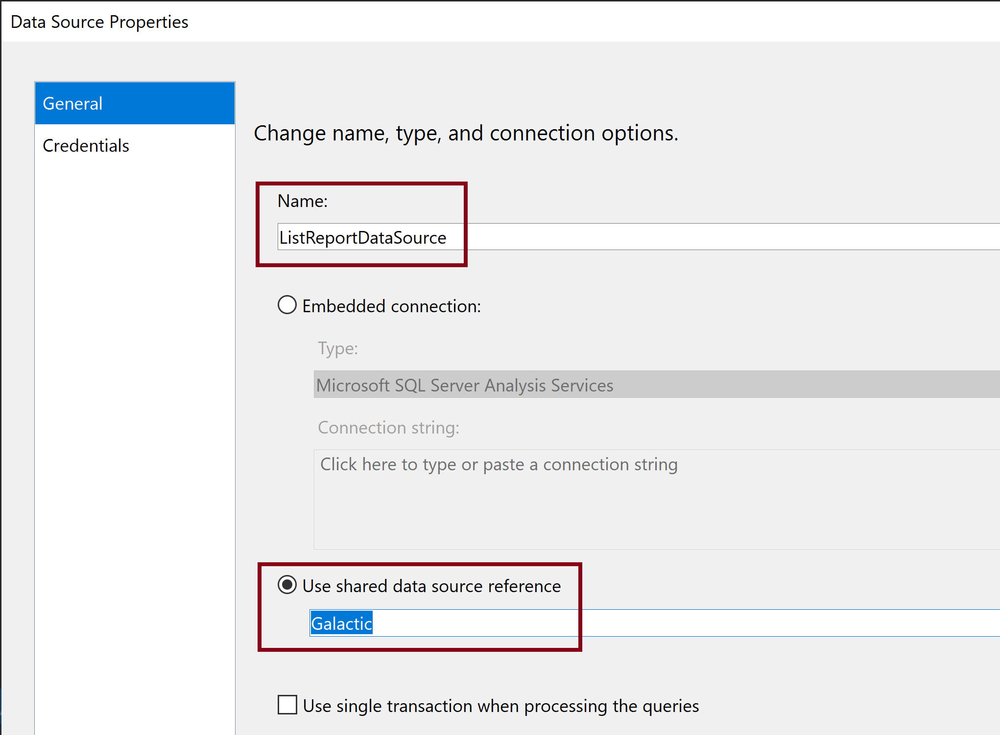 Data Source Properties
General
Credentials
Change name, type, and connection options.
Name:
ListReportDataSource
Embedded connection:
Type:
Microsoft SQL Server Analysis Services
Connection string:
Click here to type or paste a connection string
Use shared data source reference
Galactic
Use single transaction when processing the queries